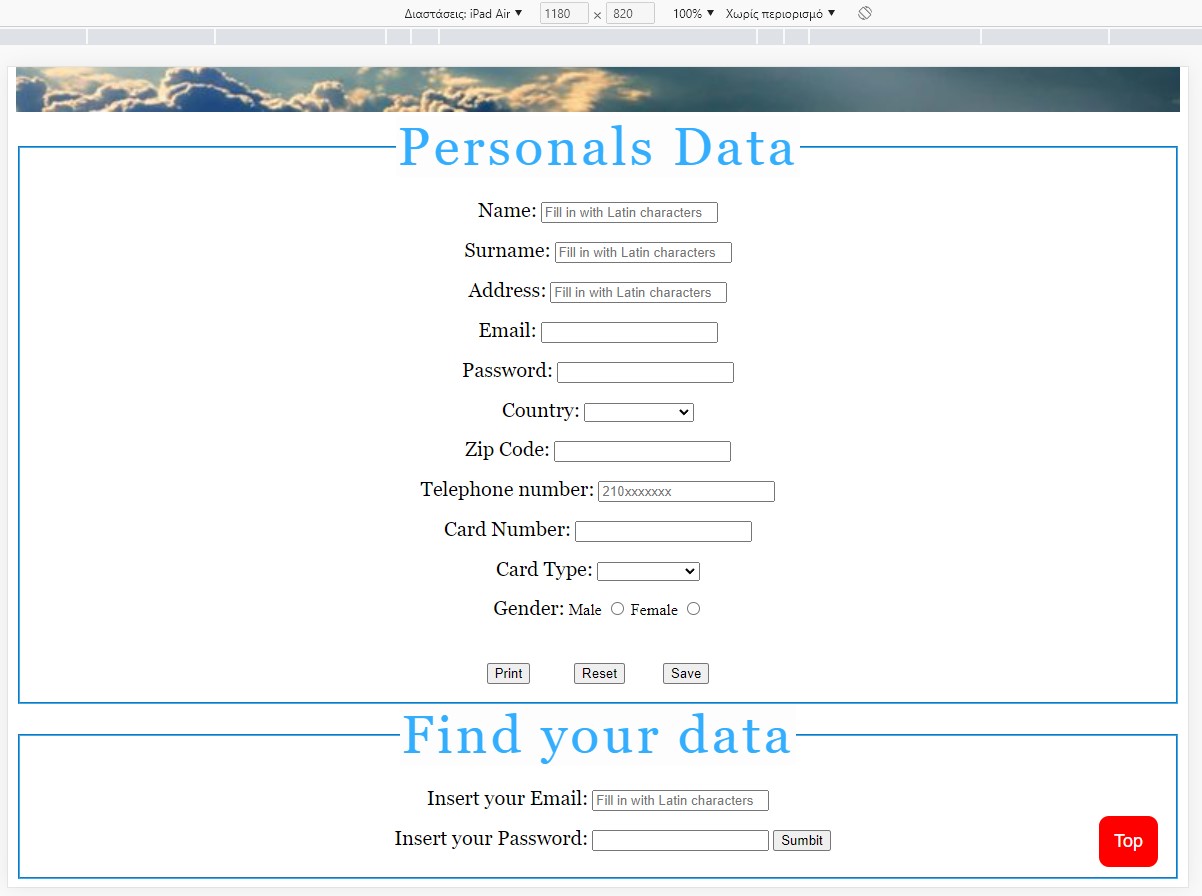 Διαστάσεις: iPad Air ▼ 1180 × 820 100% ▼ Χωρίς περιορισμό ▼
Personals Data
Name: Fill in with Latin characters
Surname: Fill in with Latin characters
Address: Fill in with Latin characters
Email:
Password:
Country:
Zip Code:
Telephone number: 210xxxxxxx
Card Number:
Card Type:
Gender: Male Female
Print Reset Save
Find your data
Insert your Email: Fill in with Latin characters
Insert your Password: Sumbit
Top